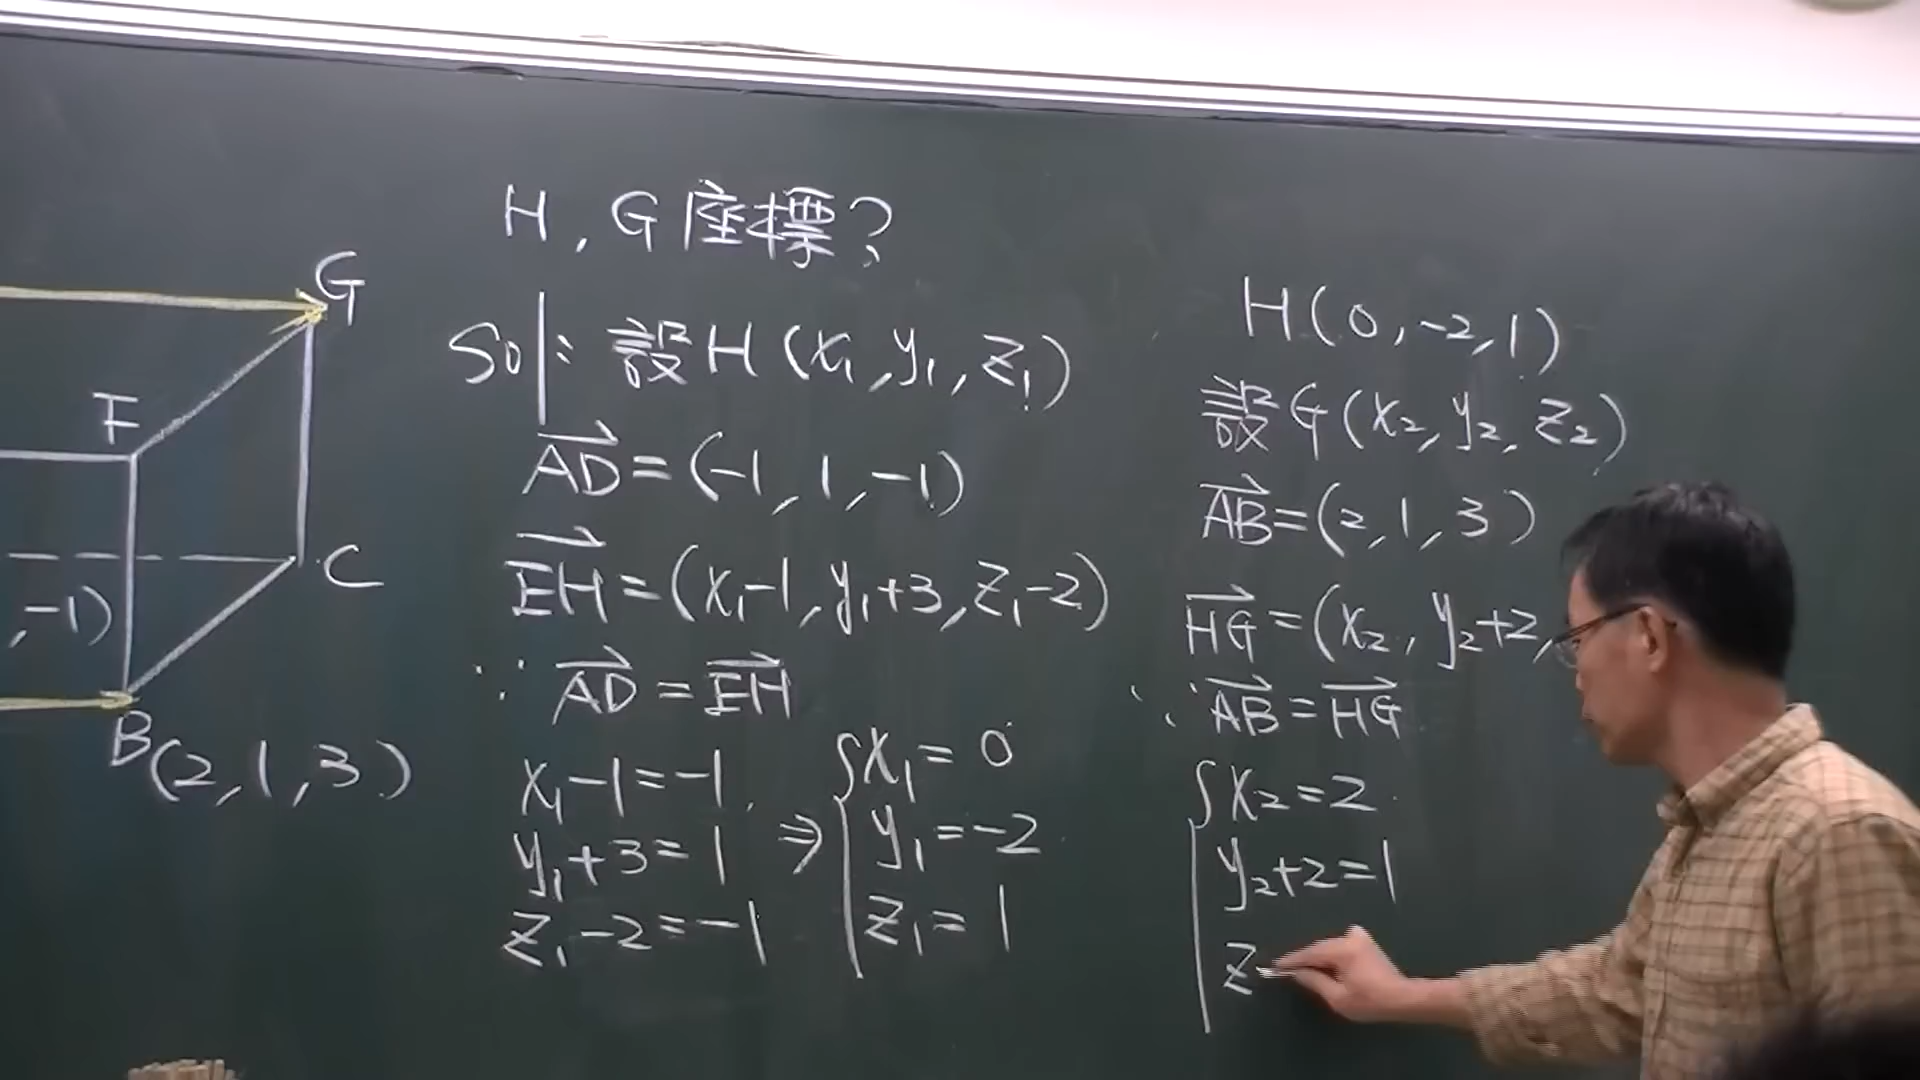 G
F
C
,-1)
B(2,1,3)
H,G座標?
Sol: 設H(x₁,y₁,z₁)
→AD=(-1,1,-1)
→EH=(x₁-1,y₁+3,z₁-2)
∵ →AD=→EH
x₁-1=-1
y₁+3=1
z₁-2=-1
⇒
{x₁=0
y₁=-2
z₁=1
H(0,-2,1)
設G(x₂,y₂,z₂)
→AB=(2,1,3)
→HG=(x₂,y₂+2,
∵ →AB=→HG
{x₂=2
y₂+2=1
z